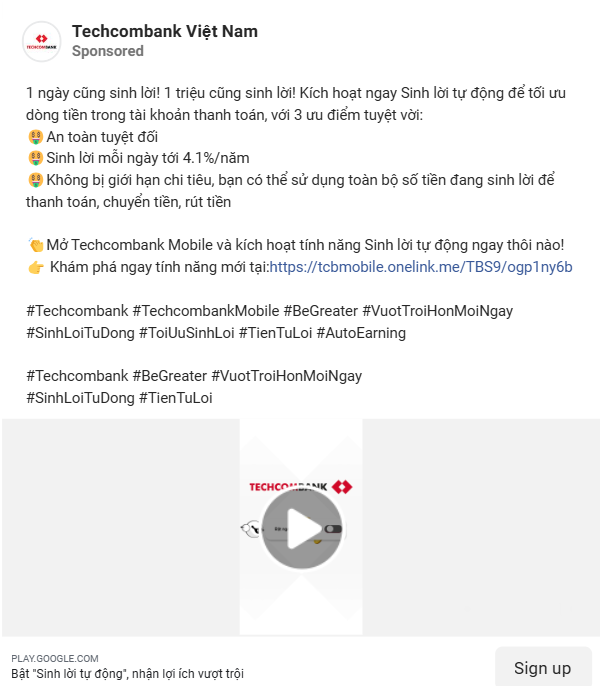 TECHCOMBANK
Techcombank Việt Nam
Sponsored
1 ngày cũng sinh lời! 1 triệu cũng sinh lời! Kích hoạt ngay Sinh lời tự động để tối ưu
dòng tiền trong tài khoản thanh toán, với 3 ưu điểm tuyệt vời:
🤑An toàn tuyệt đối
🤑Sinh lời mỗi ngày tới 4.1%/năm
🤑Không bị giới hạn chi tiêu, bạn có thể sử dụng toàn bộ số tiền đang sinh lời để
thanh toán, chuyển tiền, rút tiền
👏Mở Techcombank Mobile và kích hoạt tính năng Sinh lời tự động ngay thôi nào!
👉 Khám phá ngay tính năng mới tại:https://tcbmobile.onelink.me/TBS9/ogp1ny6b
#Techcombank #TechcombankMobile #BeGreater #VuotTroiHonMoiNgay
#SinhLoiTuDong #ToiUuSinhLoi #TienTuLoi #AutoEarning
#Techcombank #BeGreater #VuotTroiHonMoiNgay
#SinhLoiTuDong #TienTuLoi
TECHCOMBANK
PLAY.GOOGLE.COM
Bật "Sinh lời tự động", nhận lợi ích vượt trội
Sign up